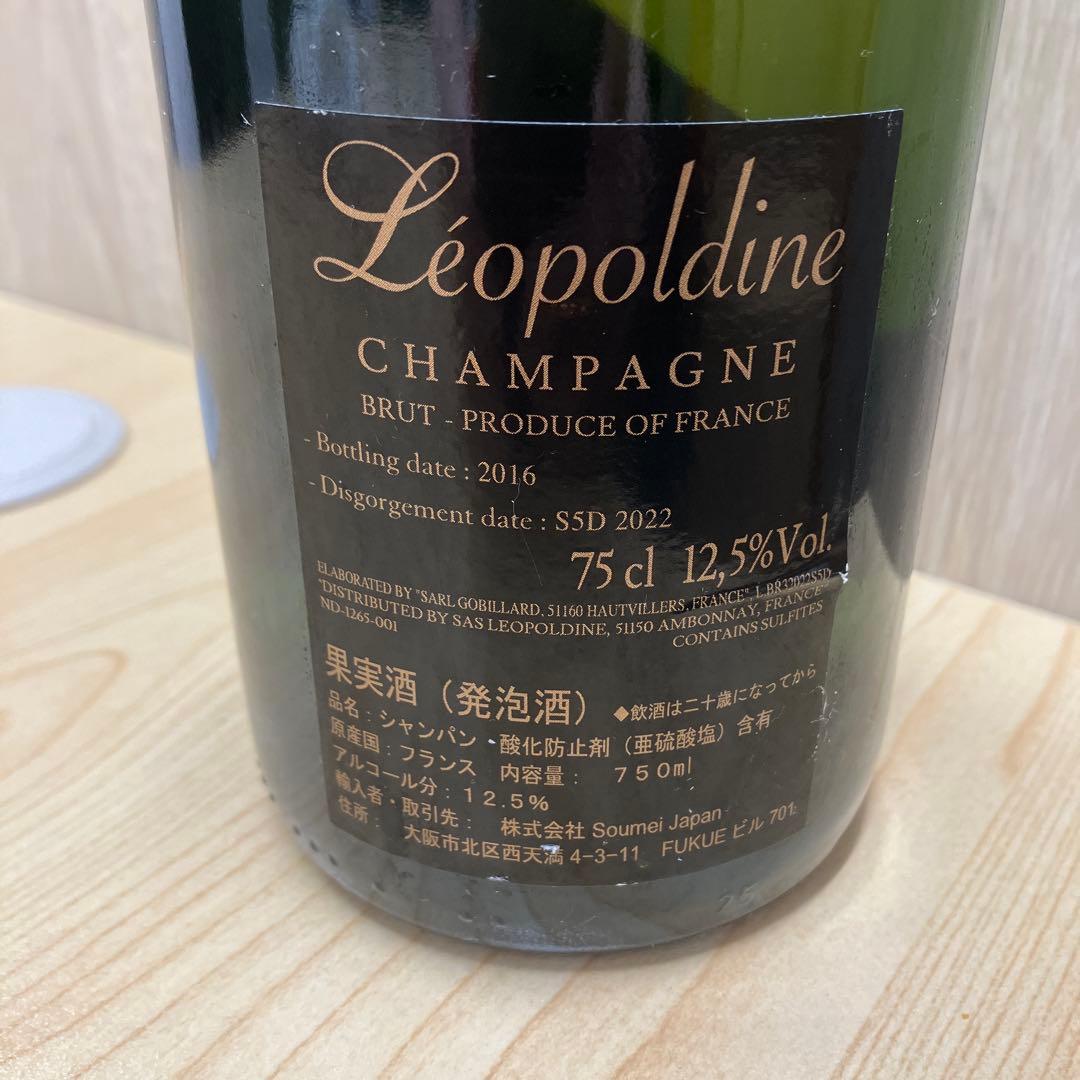 Léopoldine
CHAMPAGNE
BRUT - PRODUCE OF FRANCE
- Bottling date : 2016
- Disgorgement date : S5D 2022
75 cl 12,5%Vol.
ELABORATED BY "SARL GOBILLARD, 51160 HAUTVILLERS, FRANCE", L.BR32022S5D
"DISTRIBUTED BY SAS LEOPOLDINE, 51150 AMBONNAY, FRANCE"
ND-1265-001
CONTAINS SULFITES
果実酒（発泡酒） ◆飲酒は二十歳になってから
品名：シャンパン・酸化防止剤（亜硫酸塩）含有
原産国：フランス 内容量： 750ml
アルコール分：12.5%
輸入者・取引先： 株式会社 Soumei Japan
住所： 大阪市北区西天満4-3-11 FUKUEビル 701